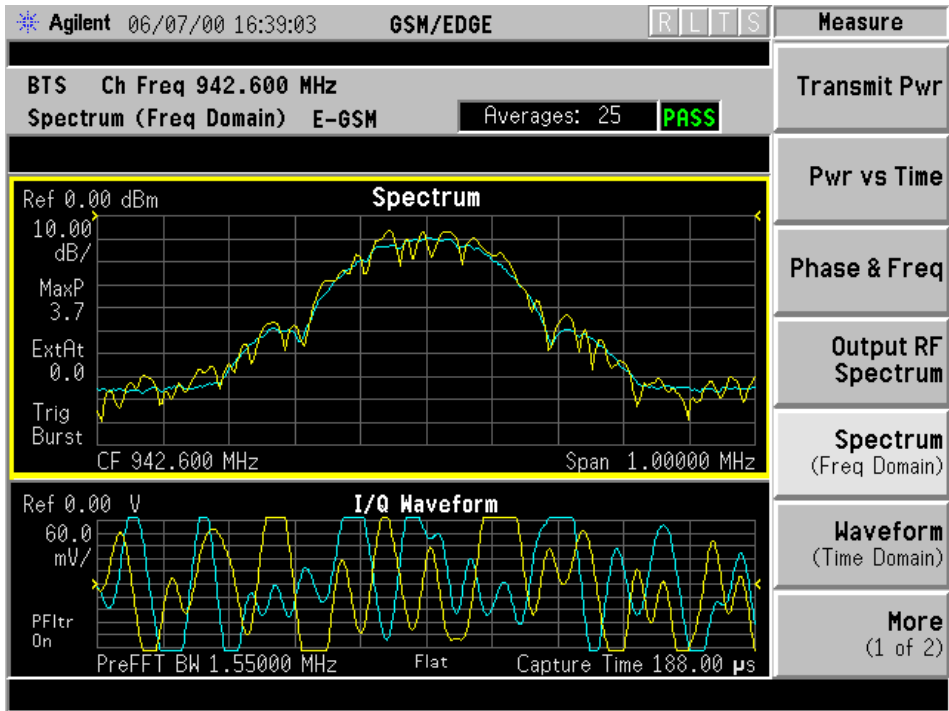 Agilent 06/07/00 16:39:03 GSM/EDGE R L T S
BTS Ch Freq 942.600 MHz
Spectrum (Freq Domain) E-GSM Averages: 25 PASS
Ref 0.00 dBm Spectrum
10.00
dB/
MaxP
3.7
ExtAt
0.0
Trig
Burst
CF 942.600 MHz Span 1.00000 MHz
Ref 0.00 V I/Q Waveform
60.0
mV/
PFltr
On
PreFFT BW 1.55000 MHz Flat Capture Time 188.00 µs
Measure
Transmit Pwr
Pwr vs Time
Phase & Freq
Output RF
Spectrum
Spectrum
(Freq Domain)
Waveform
(Time Domain)
More
(1 of 2)